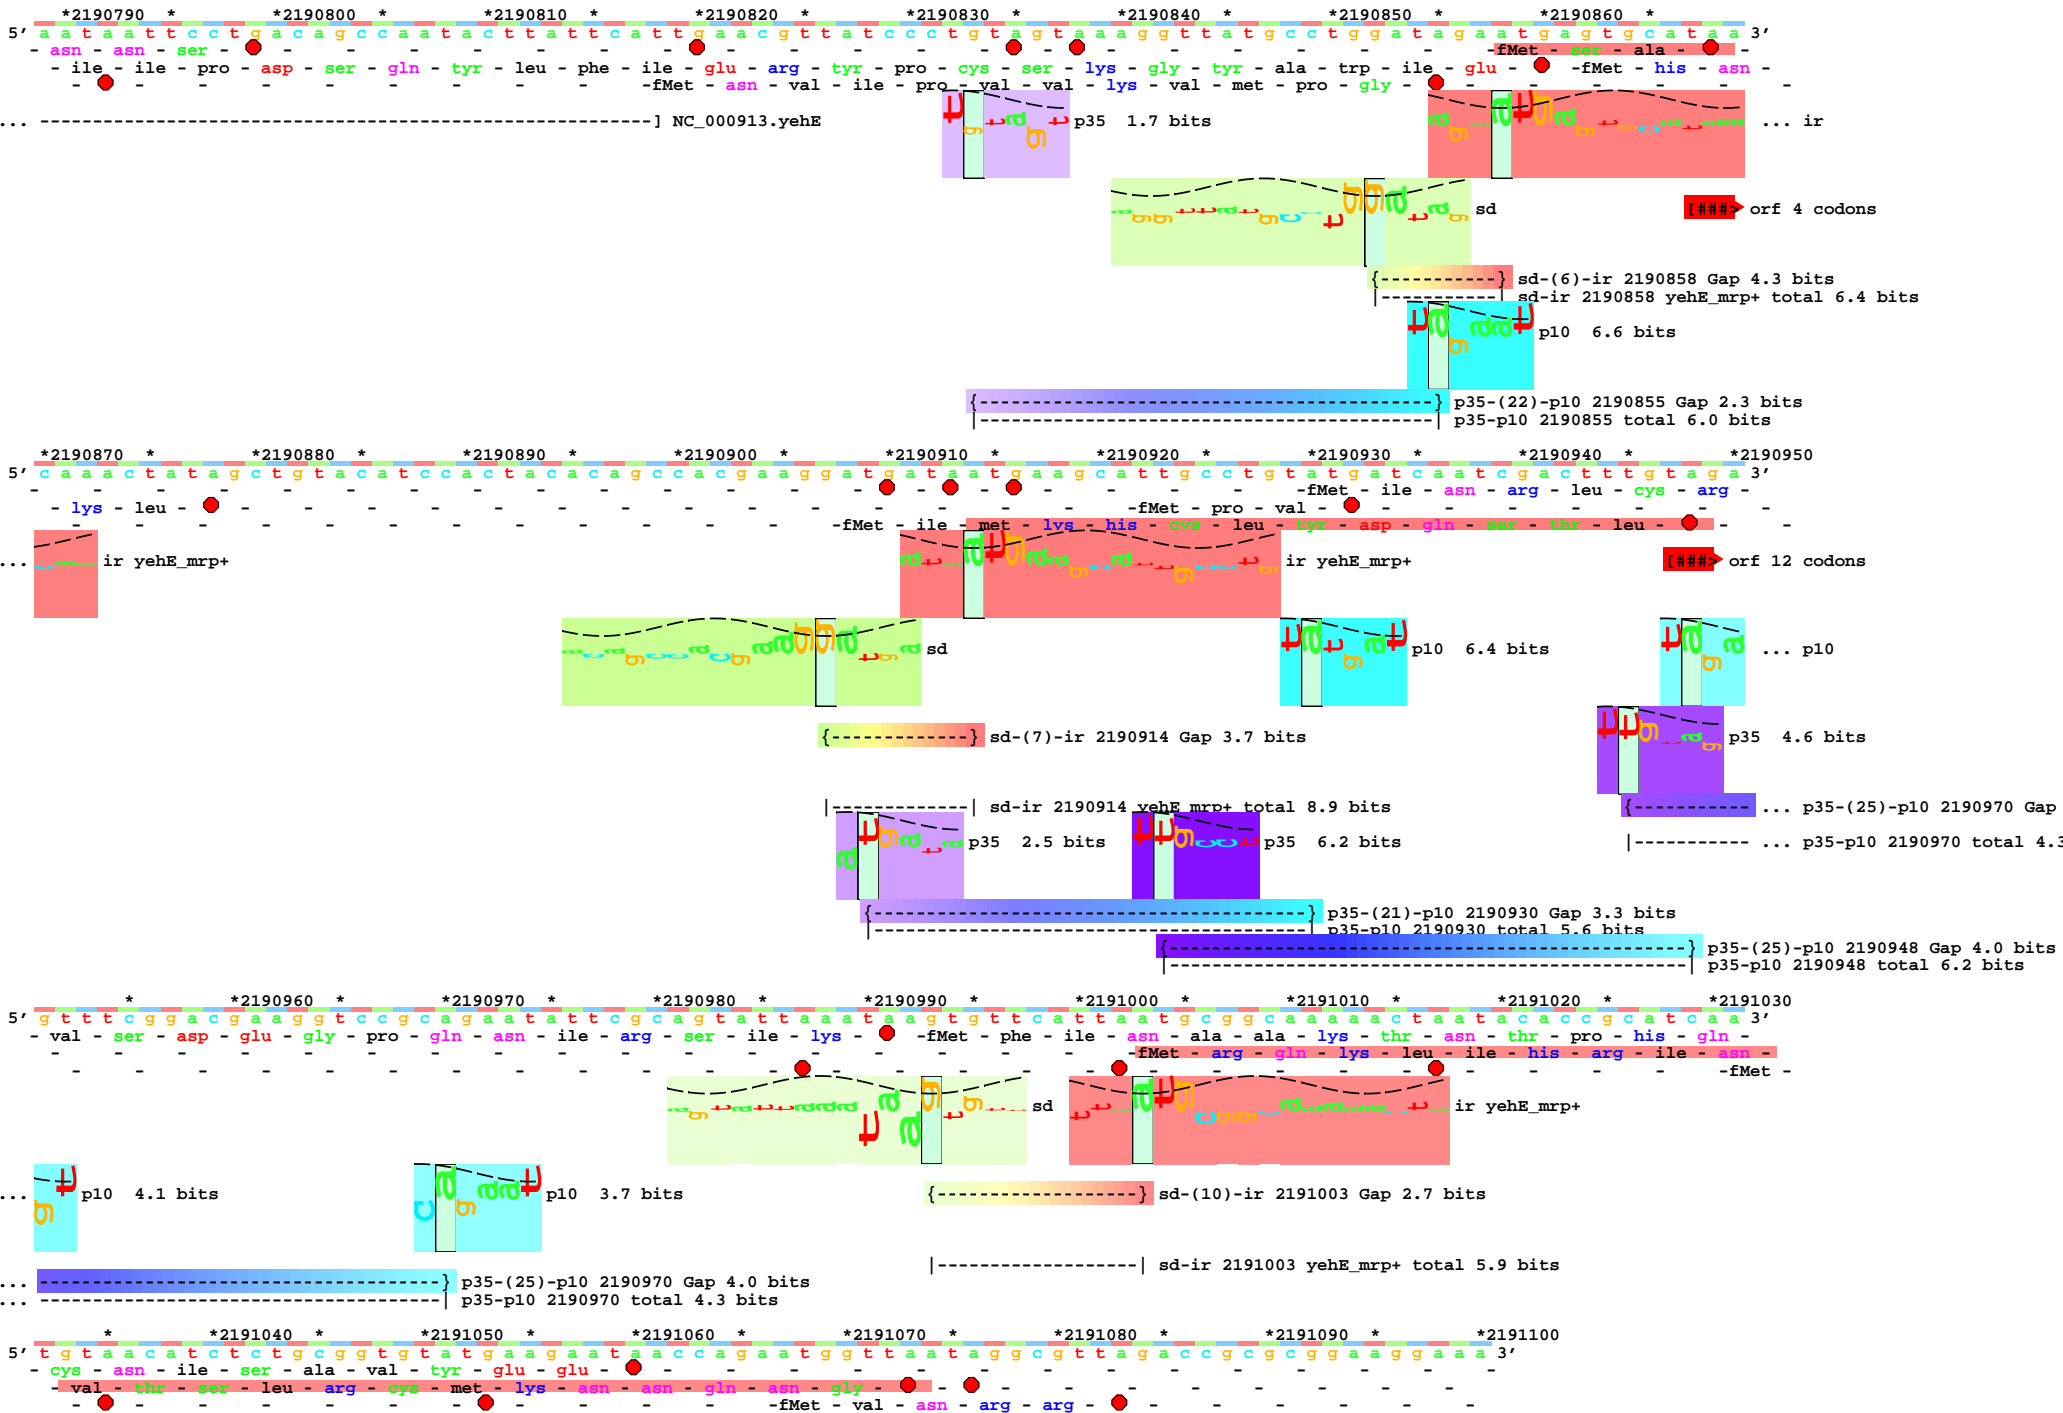 *2190790 * *2190800 * *2190810 * *2190820 * *2190830 * *2190840 * *2190850 * *2190860 *
5' a a t a a t t c c t g a c a g c c a a t a c t t a t t c a t t g a a c g t t a t c c c t g t a g t a a a g g t t a t g c c t g g a t a g a a t g a g t g c a t a a 3'
- asn - asn - ser - - - - - - - - - - - - - - - - - - - -fMet - ser - ala - -
- ile - ile - pro - asp - ser - gln - tyr - leu - phe - ile - glu - arg - tyr - pro - cys - ser - lys - gly - tyr - ala - trp - ile - glu - -fMet - his - asn -
- - - - - - - - - -fMet - asn - val - ile - pro - val - val - lys - val - met - pro - gly - - - - - -
... ----------------------------------------------------------] NC_000913.yehE
p35 1.7 bits
... ir
sd
[###> orf 4 codons
{----------} sd-(6)-ir 2190858 Gap 4.3 bits
|----------| sd-ir 2190858 yehE_mrp+ total 6.4 bits
p10 6.6 bits
{-------------------------------------------} p35-(22)-p10 2190855 Gap 2.3 bits
|-------------------------------------------| p35-p10 2190855 total 6.0 bits
*2190870 * *2190880 * *2190890 * *2190900 * *2190910 * *2190920 * *2190930 * *2190940 * *2190950
5' c a a a c t a t a g c t g t a c a t c c a c t a c a c a g c c a c g a a g g a t g a t a a t g a a g c a t t g c c t g t a t g a t c a a t c g a c t t t g t a g a 3'
- - - - - - - - - - - - - - - - - - -fMet - ile - asn - arg - leu - cys - arg -
- lys - leu - - - - - - - - - - - - - - -fMet - pro - val - - - - - - -
- - - - - - - - - - - -fMet - ile - met - lys - his - cys - leu - tyr - asp - gln - ser - thr - leu - - -
... ir yehE_mrp+
ir yehE_mrp+
[###> orf 12 codons
sd
p10 6.4 bits
... p10
{-------------} sd-(7)-ir 2190914 Gap 3.7 bits
p35 4.6 bits
|-------------| sd-ir 2190914 yehE_mrp+ total 8.9 bits
{----------- ... p35-(25)-p10 2190970 Gap
p35 2.5 bits
p35 6.2 bits
|----------- ... p35-p10 2190970 total 4.3
{-----------------------------------------} p35-(21)-p10 2190930 Gap 3.3 bits
|-----------------------------------------| p35-p10 2190930 total 5.6 bits
{-------------------------------------------------} p35-(25)-p10 2190948 Gap 4.0 bits
|-------------------------------------------------| p35-p10 2190948 total 6.2 bits
* *2190960 * *2190970 * *2190980 * *2190990 * *2191000 * *2191010 * *2191020 * *2191030
5' g t t t c g g a c g a a g g t c c g c a g a a t a t t c g c a g t a t t a a a t a a g t g t t c a t t a a t g c g g c a a a a a c t a a t a c a c c g c a t c a a 3'
- val - ser - asp - glu - gly - pro - gln - asn - ile - arg - ser - ile - lys - -fMet - phe - ile - asn - ala - ala - lys - thr - asn - thr - pro - his - gln -
- - - - - - - - - - - - - - - - -fMet - arg - gln - lys - leu - ile - his - arg - ile - asn -
- - - - - - - - - - - - - - - - - - - - - - - -fMet -
sd
ir yehE_mrp+
... p10 4.1 bits
p10 3.7 bits
{-------------------} sd-(10)-ir 2191003 Gap 2.7 bits
|-------------------| sd-ir 2191003 yehE_mrp+ total 5.9 bits
... --------------------------------------} p35-(25)-p10 2190970 Gap 4.0 bits
... --------------------------------------| p35-p10 2190970 total 4.3 bits
* *2191040 * *2191050 * *2191060 * *2191070 * *2191080 * *2191090 * *2191100
5' t g t a a c a t c t c t g c g g t g t a t g a a g a a t a a c c a g a a t g g t t a a t a g g c g t t a g a c c g c g c g g a a g g a a a 3'
- cys - asn - ile - ser - ala - val - tyr - glu - glu - - - - - - - - - - - - - -
- val - thr - ser - leu - arg - cys - met - lys - asn - asn - gln - asn - gly - - - - - - - - - -
- - - - - - - - - - -fMet - val - asn - arg - arg - - - - - - -